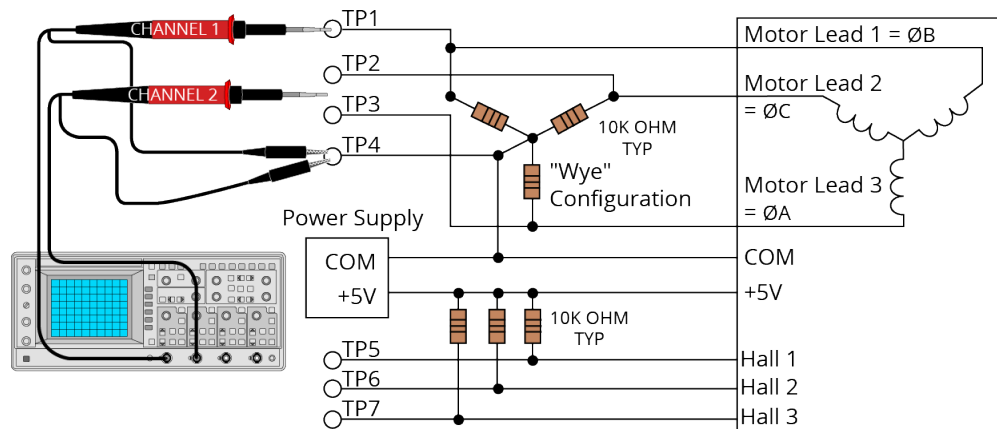 CHANNEL 1
CHANNEL 2
TP1
TP2
TP3
TP4
10K OHM
TYP
"Wye"
Configuration
Motor Lead 1 = ØB
Motor Lead 2
= ØC
Motor Lead 3
= ØA
Power Supply
COM
+5V
COM
+5V
10K OHM
TYP
TP5
TP6
TP7
Hall 1
Hall 2
Hall 3